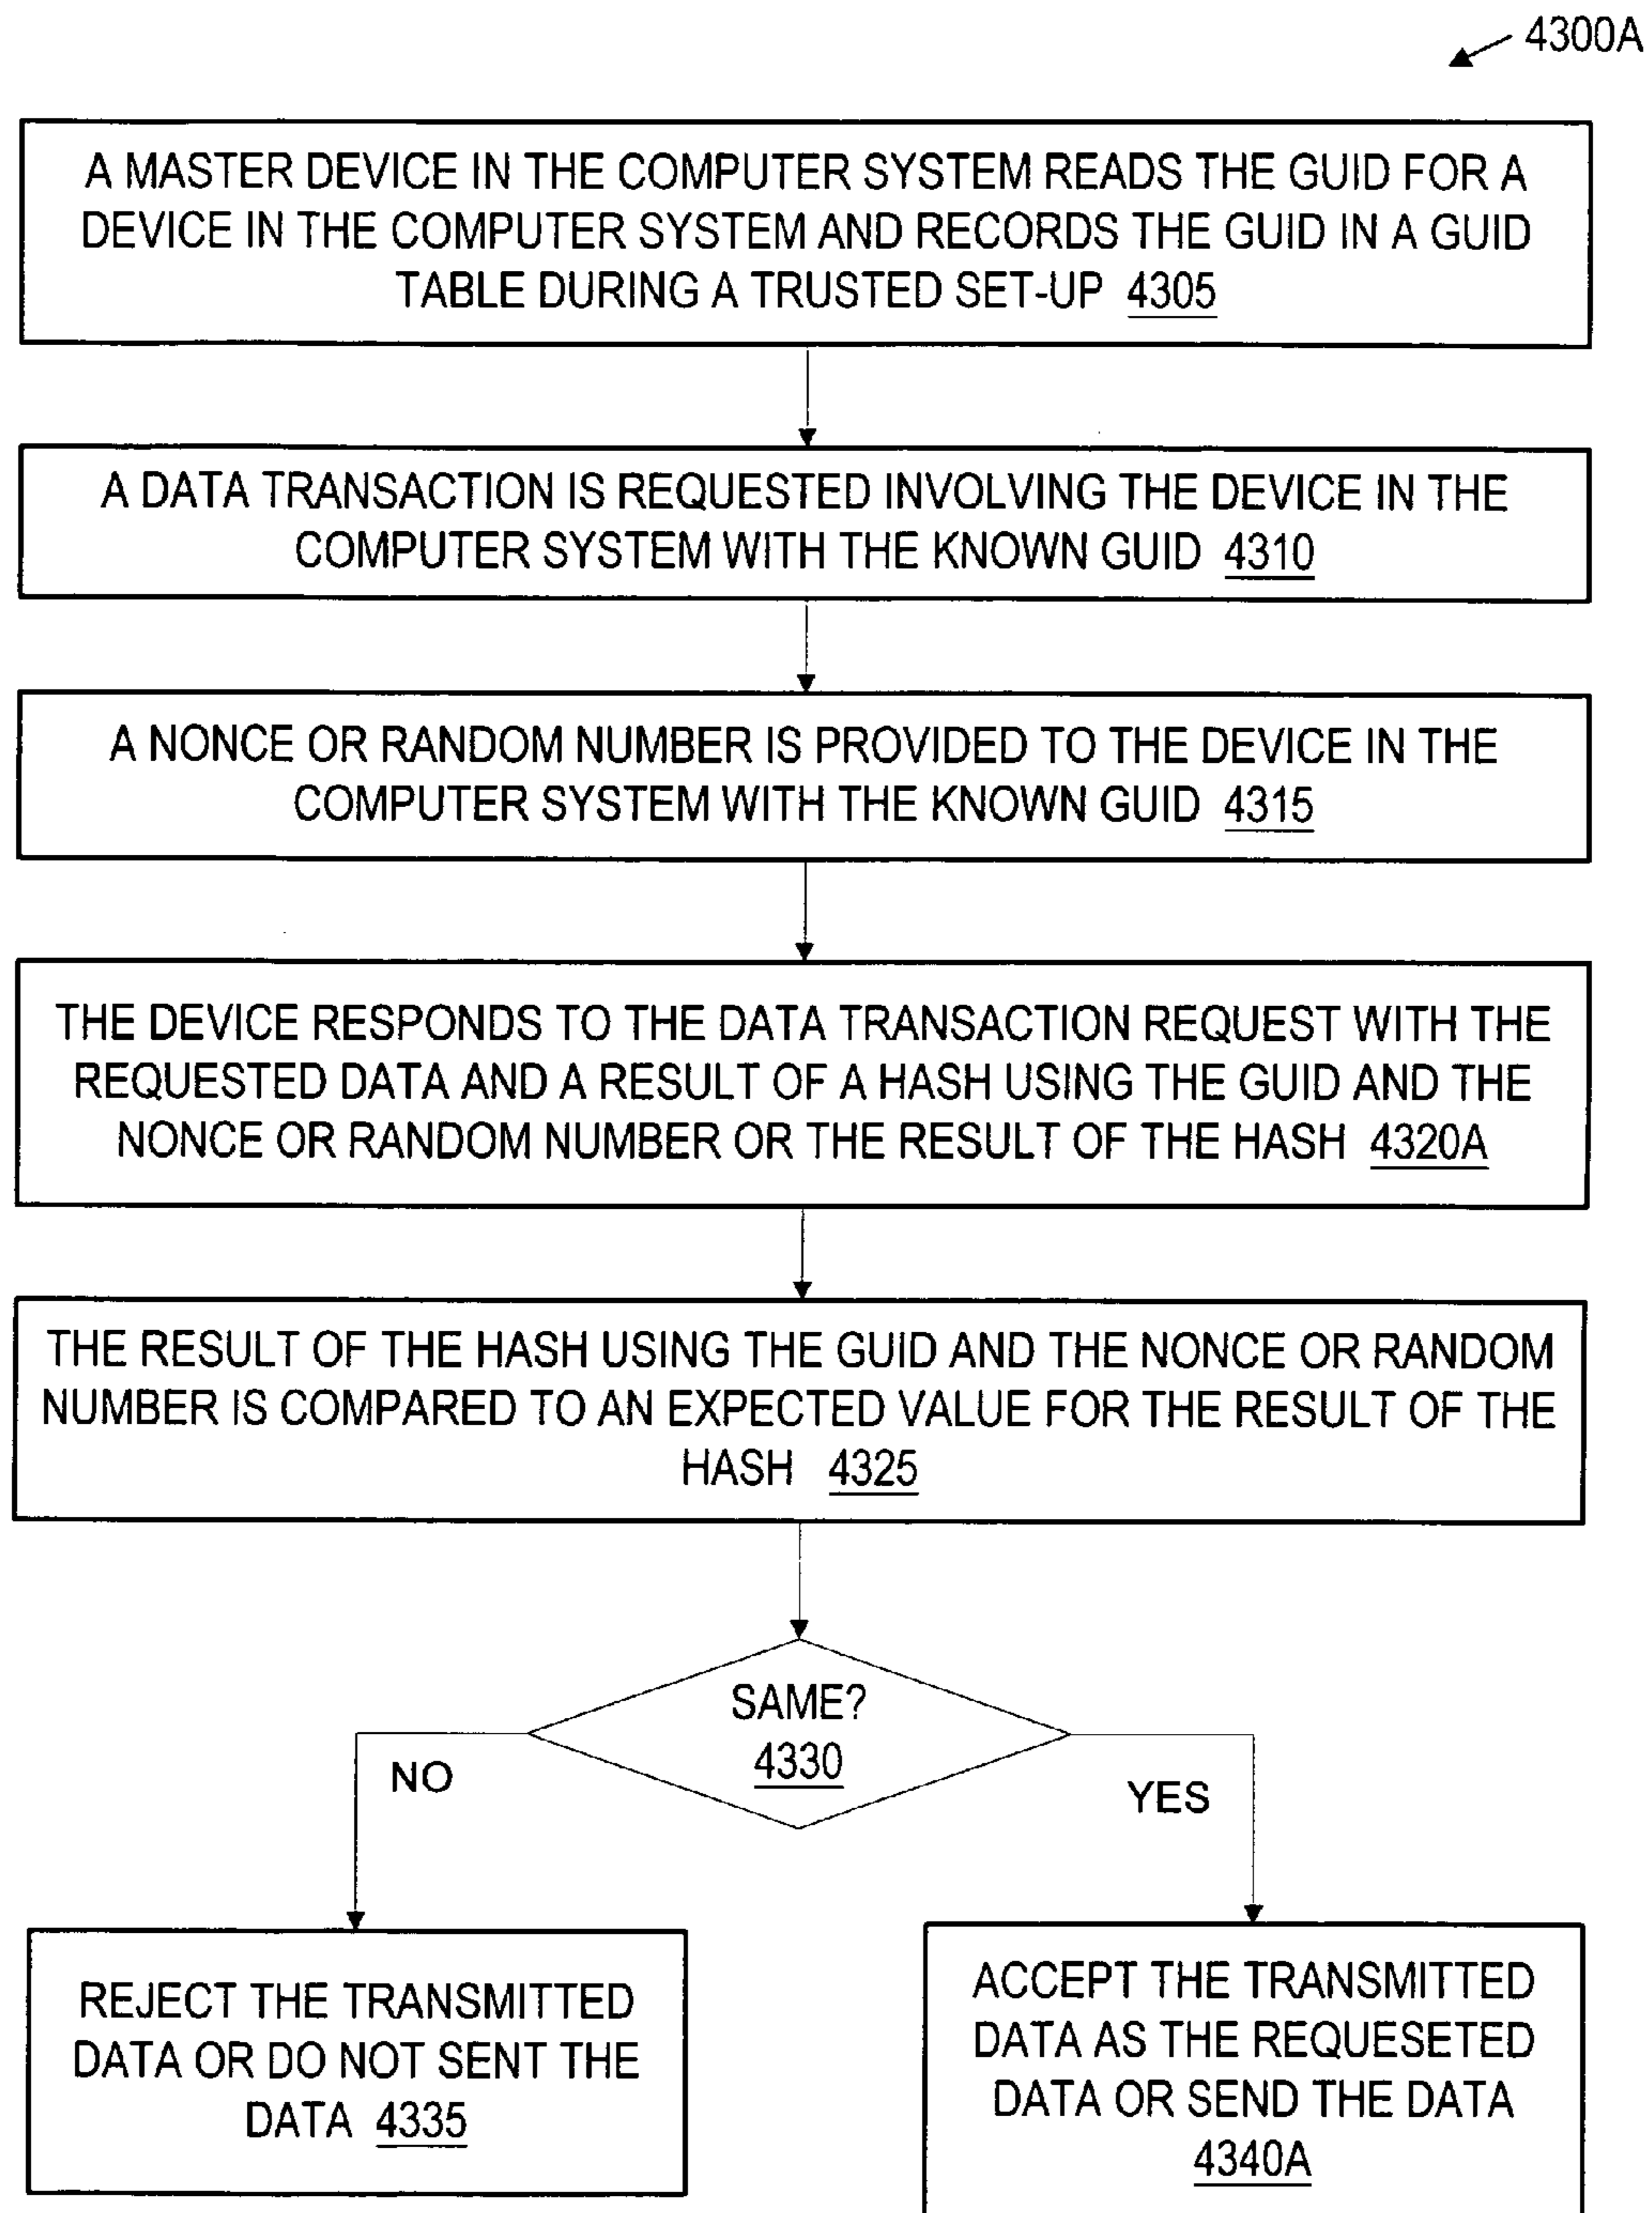 4300A
A MASTER DEVICE IN THE COMPUTER SYSTEM READS THE GUID FOR A
DEVICE IN THE COMPUTER SYSTEM AND RECORDS THE GUID IN A GUID
TABLE DURING A TRUSTED SET-UP 4305
A DATA TRANSACTION IS REQUESTED INVOLVING THE DEVICE IN THE
COMPUTER SYSTEM WITH THE KNOWN GUID 4310
A NONCE OR RANDOM NUMBER IS PROVIDED TO THE DEVICE IN THE
COMPUTER SYSTEM WITH THE KNOWN GUID 4315
THE DEVICE RESPONDS TO THE DATA TRANSACTION REQUEST WITH THE
REQUESTED DATA AND A RESULT OF A HASH USING THE GUID AND THE
NONCE OR RANDOM NUMBER OR THE RESULT OF THE HASH 4320A
THE RESULT OF THE HASH USING THE GUID AND THE NONCE OR RANDOM
NUMBER IS COMPARED TO AN EXPECTED VALUE FOR THE RESULT OF THE
HASH 4325
SAME?
4330
NO
YES
REJECT THE TRANSMITTED
DATA OR DO NOT SENT THE
DATA 4335
ACCEPT THE TRANSMITTED
DATA AS THE REQUESETED
DATA OR SEND THE DATA
4340A